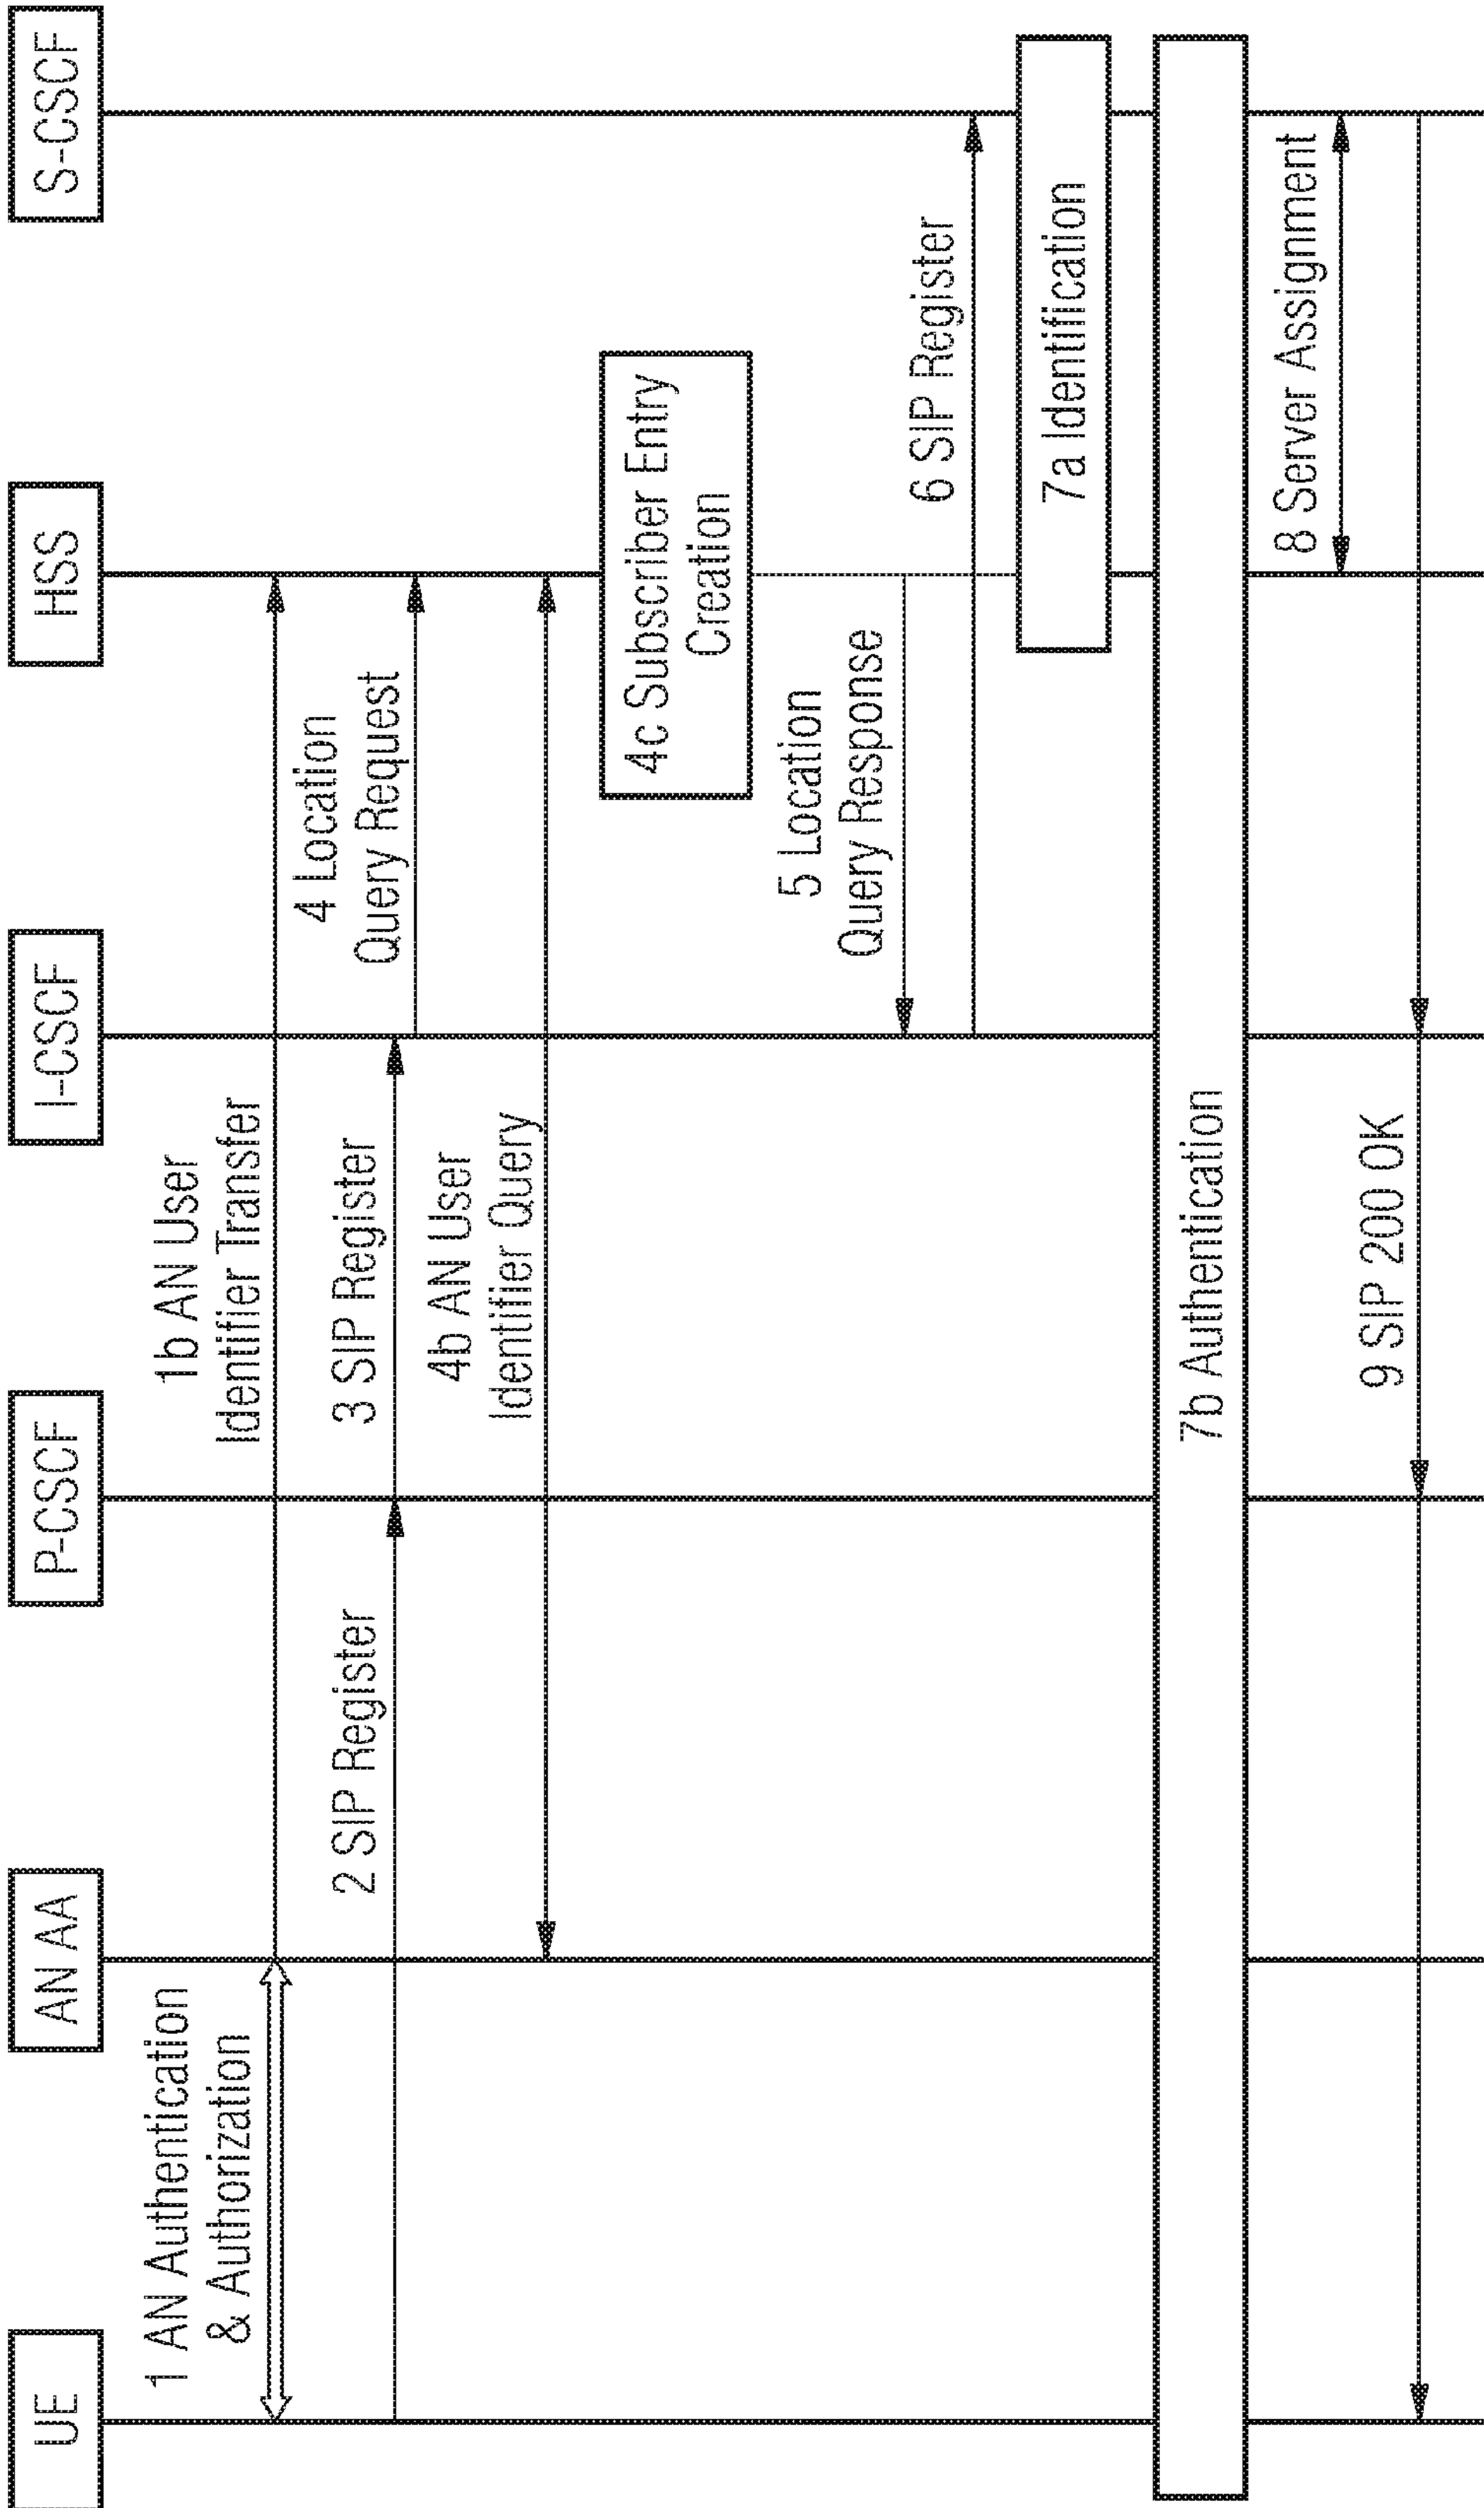 UE
AN AA
P-CSCF
I-CSCF
HSS
S-CSCF
1 AN Authentication
& Authorization
1b AN User
Identifier Transfer
2 SIP Register
3 SIP Register
4 Location
Query Request
4b AN User
Identifier Query
4c Subscriber Entry
Creation
5 Location
Query Response
6 SIP Register
7a Identification
7b Authentication
8 Server Assignment
9 SIP 200 OK